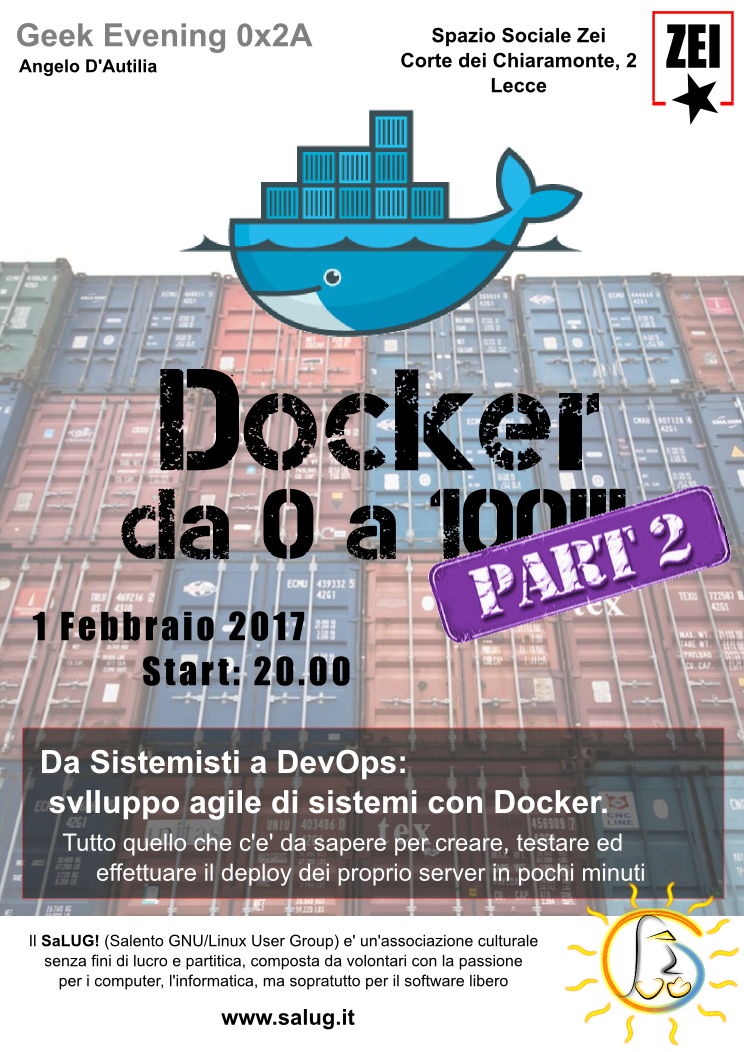 Geek Evening 0x2A
Angelo D'Autilia
Spazio Sociale Zei
Corte dei Chiaramonte, 2
Lecce
ZEI
Docker
da 0 a 100!!!
PART 2
1 Febbraio 2017
Start: 20.00
Da Sistemisti a DevOps:
svlluppo agile di sistemi con Docker.
Tutto quello che c'e' da sapere per creare, testare ed
effettuare il deploy dei proprio server in pochi minuti
Il SaLUG! (Salento GNU/Linux User Group) e' un'associazione culturale
senza fini di lucro e partitica, composta da volontari con la passione
per i computer, l'informatica, ma sopratutto per il software libero
www.salug.it